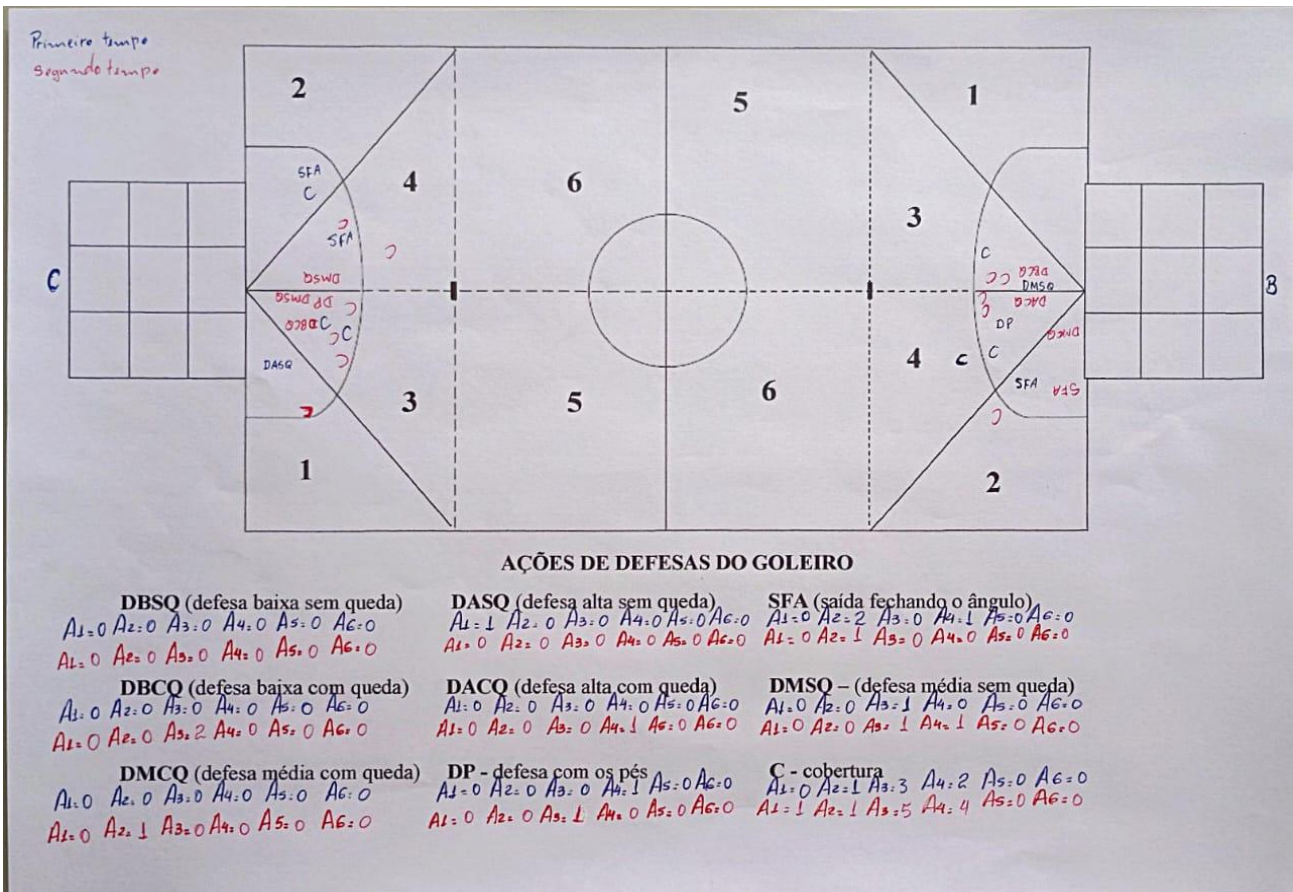 Primeiro tempo
Segundo tempo
2
5
1
SFA
C
4
6
3
C
SFA
C
C
DMSQ
C C DBCQ
DMSQ
C
B
DMSQ DP
C
DACQ
C
DBCQ C
C
C
C
DP
DMCQ
DASQ
C
C
C
4
SFA
SFA
3
5
6
C
C
1
2
AÇÕES DE DEFESAS DO GOLEIRO
DBSQ (defesa baixa sem queda)
A1=0 A2=0 A3=0 A4=0 A5=0 A6=0
A1=0 A2=0 A3=0 A4=0 A5=0 A6=0
DASQ (defesa alta sem queda)
A1=1 A2=0 A3=0 A4=0 A5=0 A6=0
A1=0 A2=0 A3=0 A4=0 A5=0 A6=0
SFA (saída fechando o ângulo)
A1=0 A2=2 A3=0 A4=1 A5=0 A6=0
A1=0 A2=1 A3=0 A4=0 A5=0 A6=0
DBCQ (defesa baixa com queda)
A1=0 A2=0 A3=0 A4=0 A5=0 A6=0
A1=0 A2=0 A3=2 A4=0 A5=0 A6=0
DACQ (defesa alta com queda)
A1=0 A2=0 A3=0 A4=0 A5=0 A6=0
A1=0 A2=0 A3=0 A4=1 A5=0 A6=0
DMSQ – (defesa média sem queda)
A1=0 A2=0 A3=1 A4=0 A5=0 A6=0
A1=0 A2=0 A3=1 A4=1 A5=0 A6=0
DMCQ (defesa média com queda)
A1=0 A2=0 A3=0 A4=0 A5=0 A6=0
A1=0 A2=1 A3=0 A4=0 A5=0 A6=0
DP - defesa com os pés
A1=0 A2=0 A3=0 A4=1 A5=0 A6=0
A1=0 A2=0 A3=1 A4=0 A5=0 A6=0
C - cobertura
A1=0 A2=1 A3=3 A4=2 A5=0 A6=0
A1=1 A2=1 A3=5 A4=4 A5=0 A6=0